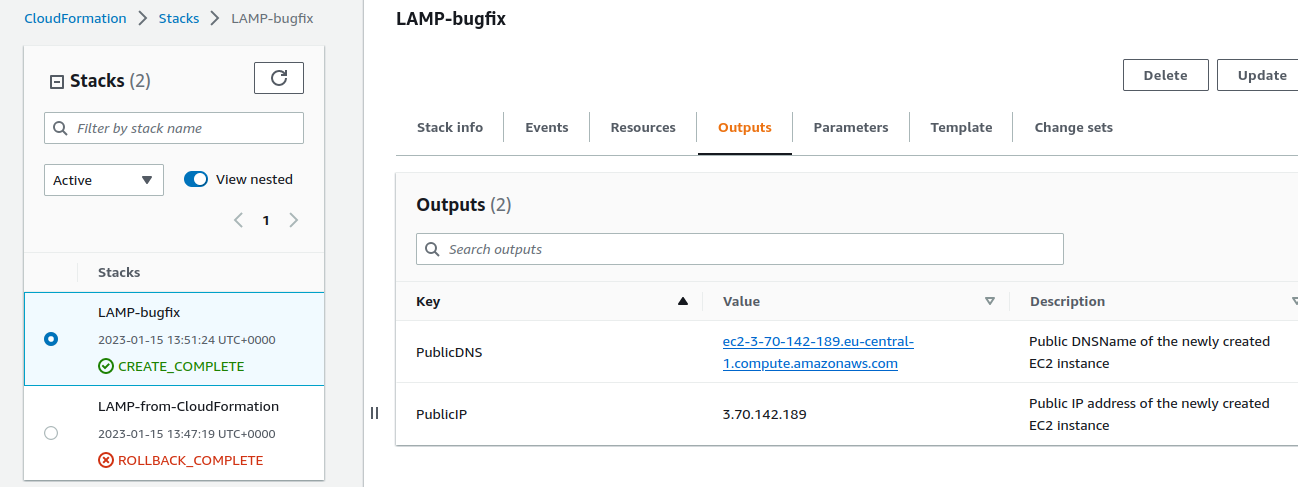 CloudFormation > Stacks > LAMP-bugfix
Stacks (2)
Filter by stack name
Active
View nested
1
Stacks
LAMP-bugfix
2023-01-15 13:51:24 UTC+0000
CREATE_COMPLETE
LAMP-from-CloudFormation
2023-01-15 13:47:19 UTC+0000
ROLLBACK_COMPLETE
LAMP-bugfix
Delete Update
Stack info Events Resources Outputs Parameters Template Change sets
Outputs (2)
Search outputs
Key Value Description
PublicDNS
ec2-3-70-142-189.eu-central-
1.compute.amazonaws.com
Public DNSName of the newly created
EC2 instance
PublicIP
3.70.142.189
Public IP address of the newly created
EC2 instance